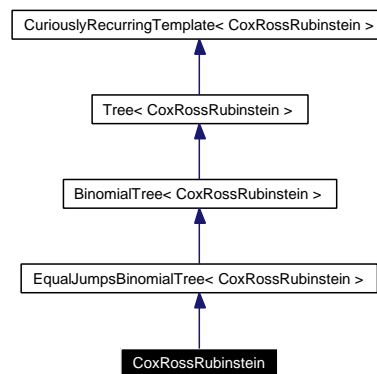 CuriouslyRecurringTemplate< CoxRossRubinstein >
Tree< CoxRossRubinstein >
BinomialTree< CoxRossRubinstein >
EqualJumpsBinomialTree< CoxRossRubinstein >
CoxRossRubinstein